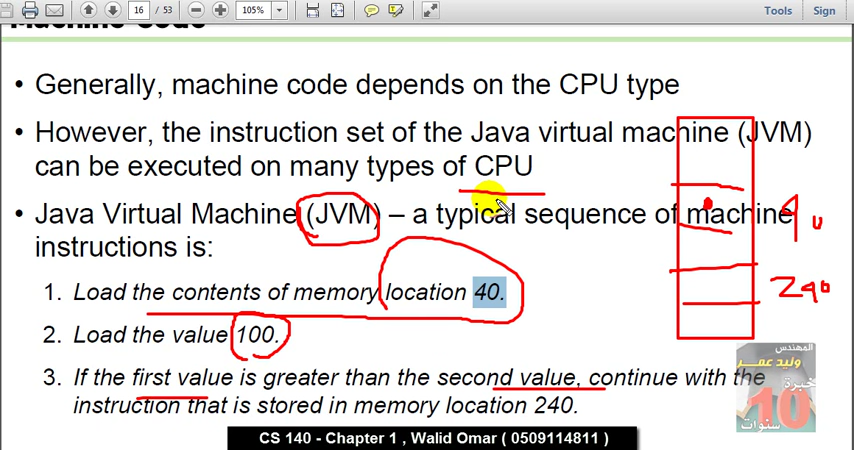 16 / 53
105%
Tools
Sign
Machine Code
• Generally, machine code depends on the CPU type
• However, the instruction set of the Java virtual machine (JVM)
can be executed on many types of CPU
• Java Virtual Machine (JVM) – a typical sequence of machine
instructions is:
40
1. Load the contents of memory location 40.
240
2. Load the value 100.
3. If the first value is greater than the second value, continue with the
instruction that is stored in memory location 240.
المهندس
وليد عمر
خبرة
10
سنوات
CS 140 - Chapter 1 , Walid Omar ( 0509114811 )